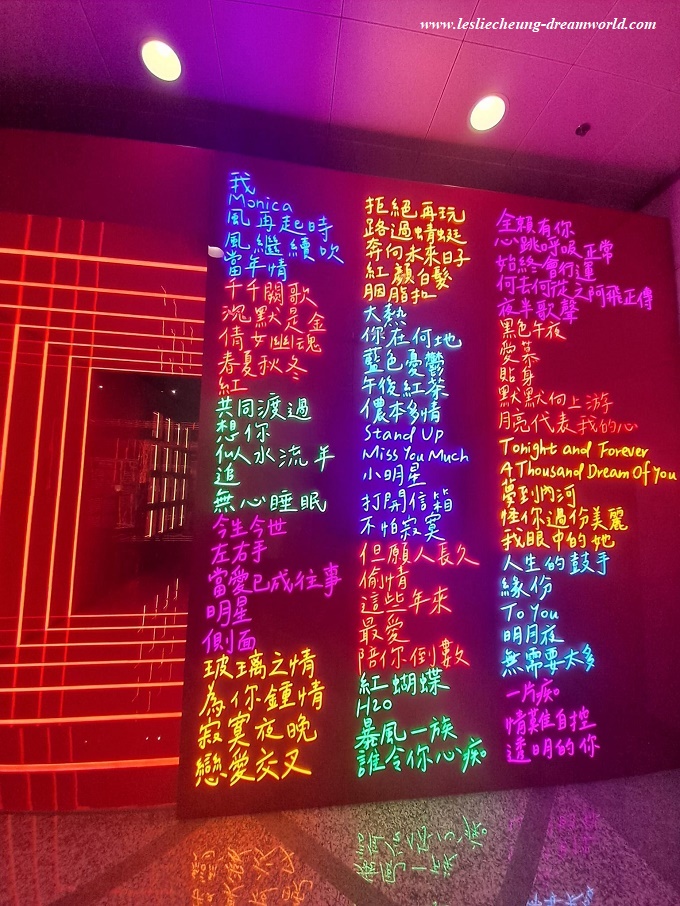 www.lesliecheung-dreamworld.com
我
Monica
風再起時
風繼續吹
當年情
千千闕歌
沉默是金
倩女幽魂
春夏秋冬
紅
共同渡過
想你
似水流年
追
無心睡眠
今生今世
左右手
當愛已成往事
明星
側面
玻璃之情
為你鍾情
寂寞夜晚
戀愛交叉
拒絕再玩
路過蜻蜓
奔向未來日子
紅顏白髮
胭脂扣
大熱
你在何地
藍色憂鬱
午後紅茶
儂本多情
Stand Up
Miss You Much
小明星
打開信箱
不怕寂寞
但願人長久
偷情
這些年來
最愛
陪你倒數
紅蝴蝶
H2O
暴風一族
誰令你心痴
全賴有你
心跳呼吸正常
始終會行運
何去何從之阿飛正傳
夜半歌聲
黑色午夜
愛慕
貼身
默默向上游
月亮代表我的心
Tonight and Forever
A Thousand Dream Of You
夢到內河
怪你過份美麗
我眼中的她
人生的鼓手
緣份
To You
明月夜
無需要太多
一片痴
情難自控
透明的你